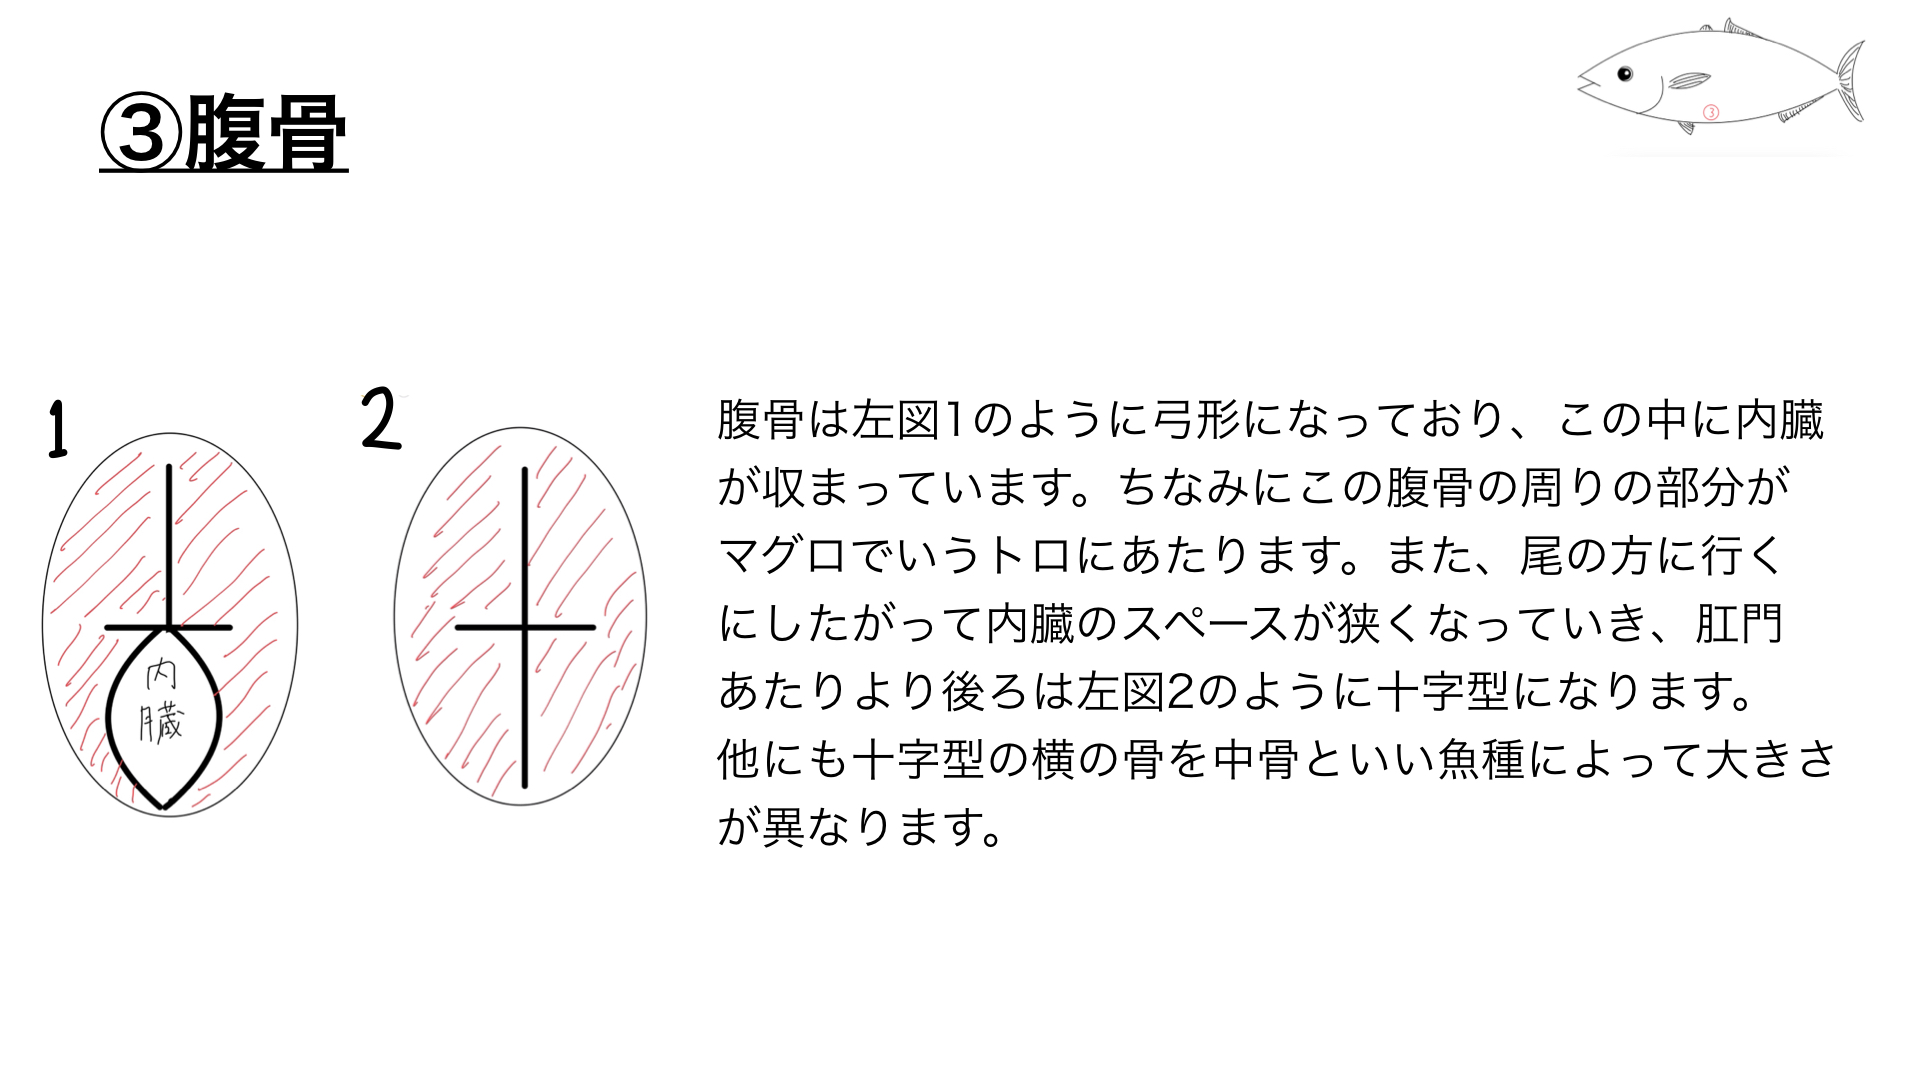 ③腹骨
③
1
2
内
臓
腹骨は左図1のように弓形になっており、この中に内臓
が収まっています。ちなみにこの腹骨の周りの部分が
マグロでいうトロにあたります。また、尾の方に行く
にしたがって内臓のスペースが狭くなっていき、肛門
あたりより後ろは左図2のように十字型になります。
他にも十字型の横の骨を中骨といい魚種によって大きさ
が異なります。